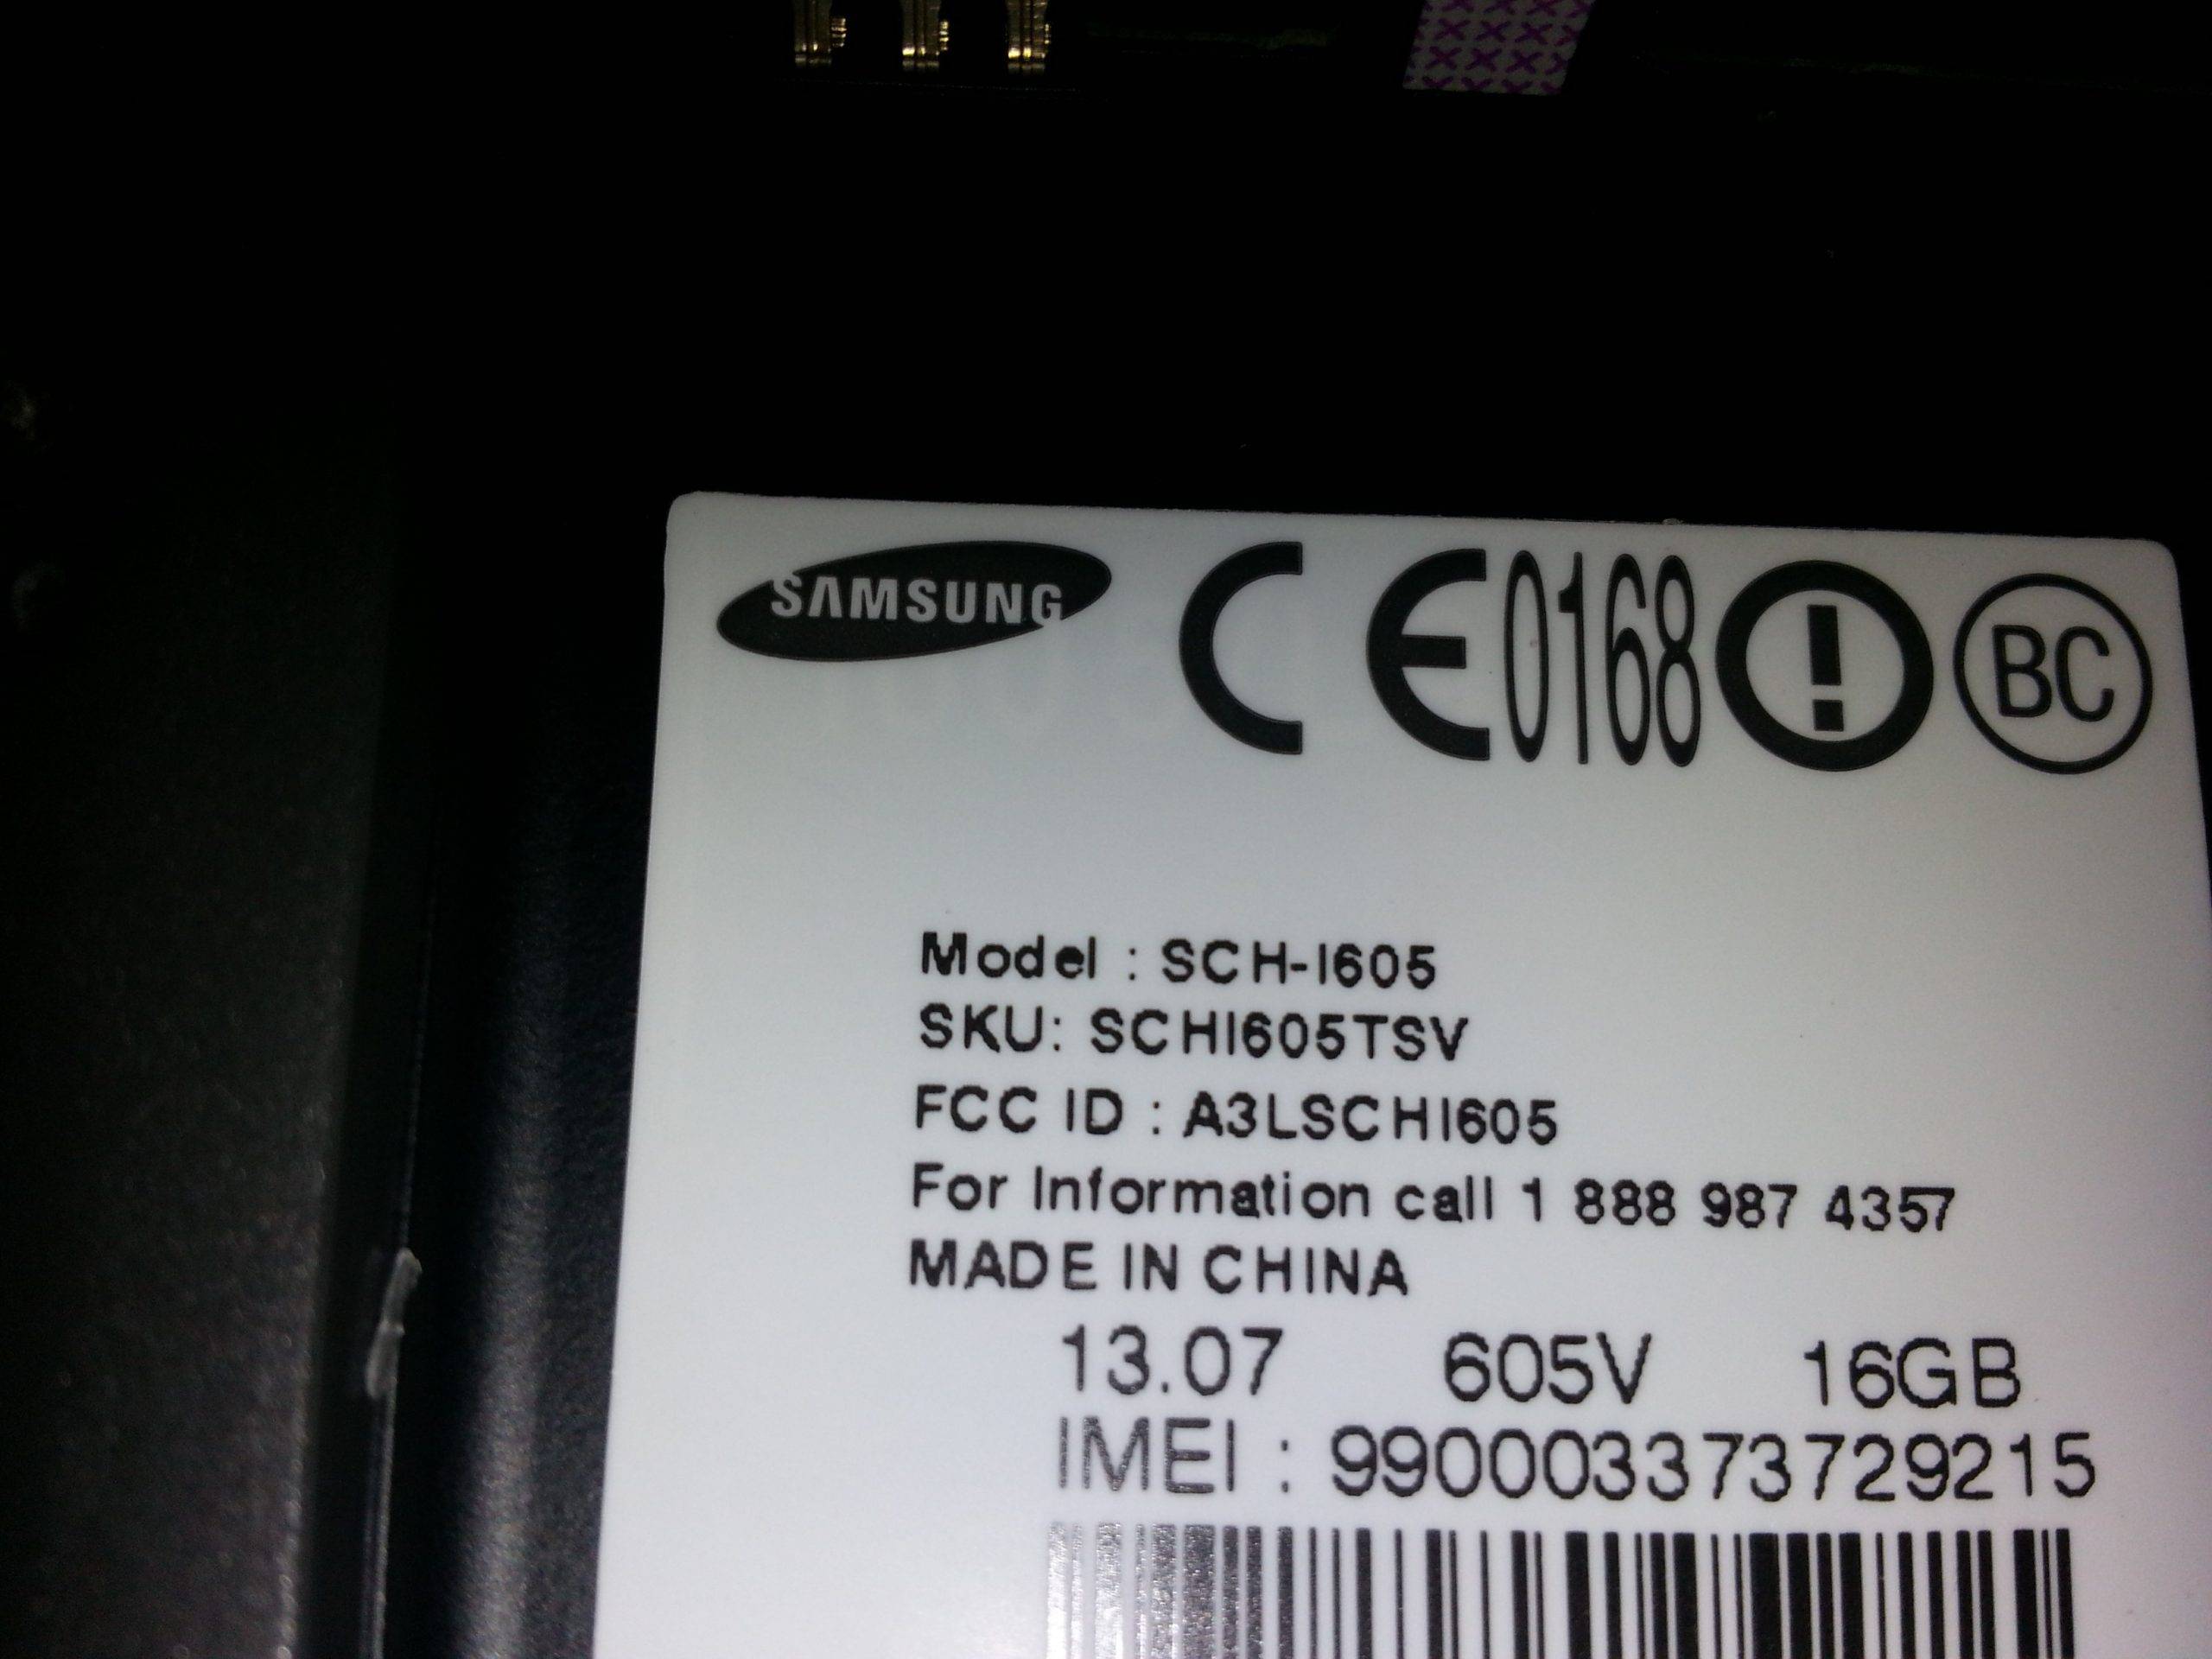 SAMSUNG CE0168 ! BC
Model : SCH-I605
SKU: SCHI605TSV
FCC ID : A3LSCHI605
For Information call 1 888 987 4357
MADE IN CHINA
13.07 605V 16GB
IMEI : 990003373729215